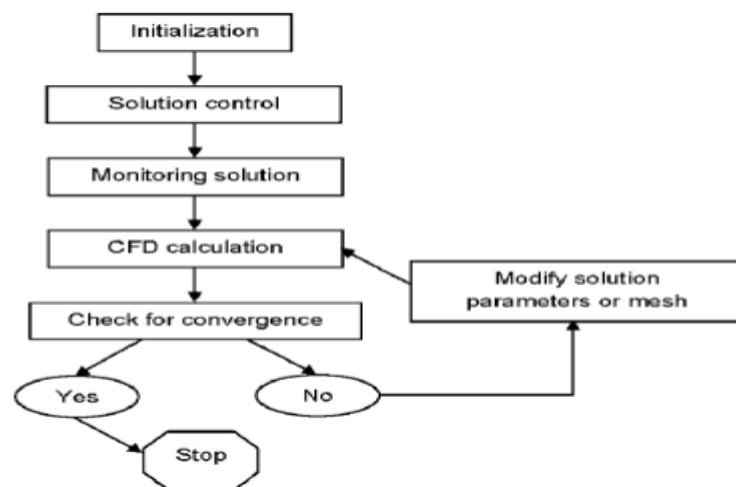 Initialization
Solution control
Monitoring solution
CFD calculation
Modify solution
parameters or mesh
Check for convergence
Yes
No
Stop